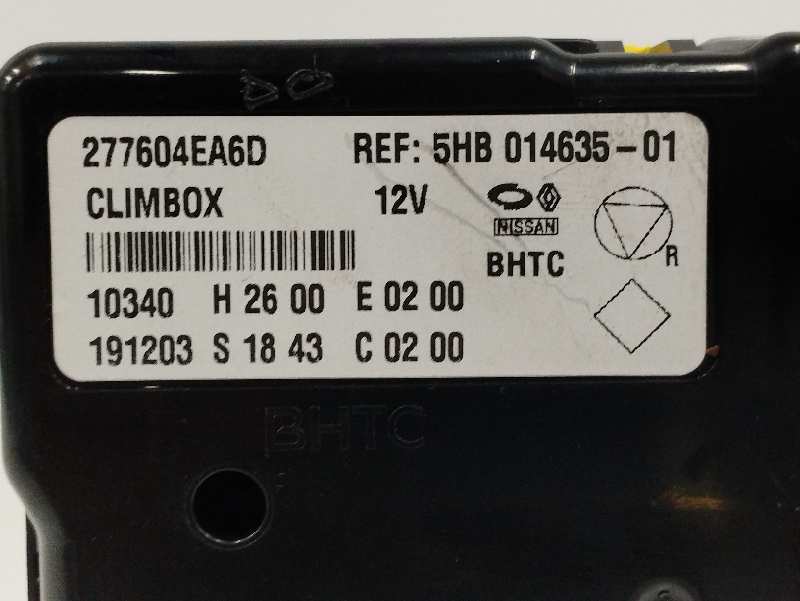 277604EA6D REF: 5HB 014635-01
CLIMBOX 12V
NISSAN
BHTC
R
10340 H 26 00 E 02 00
191203 S 18 43 C 02 00
BHTC